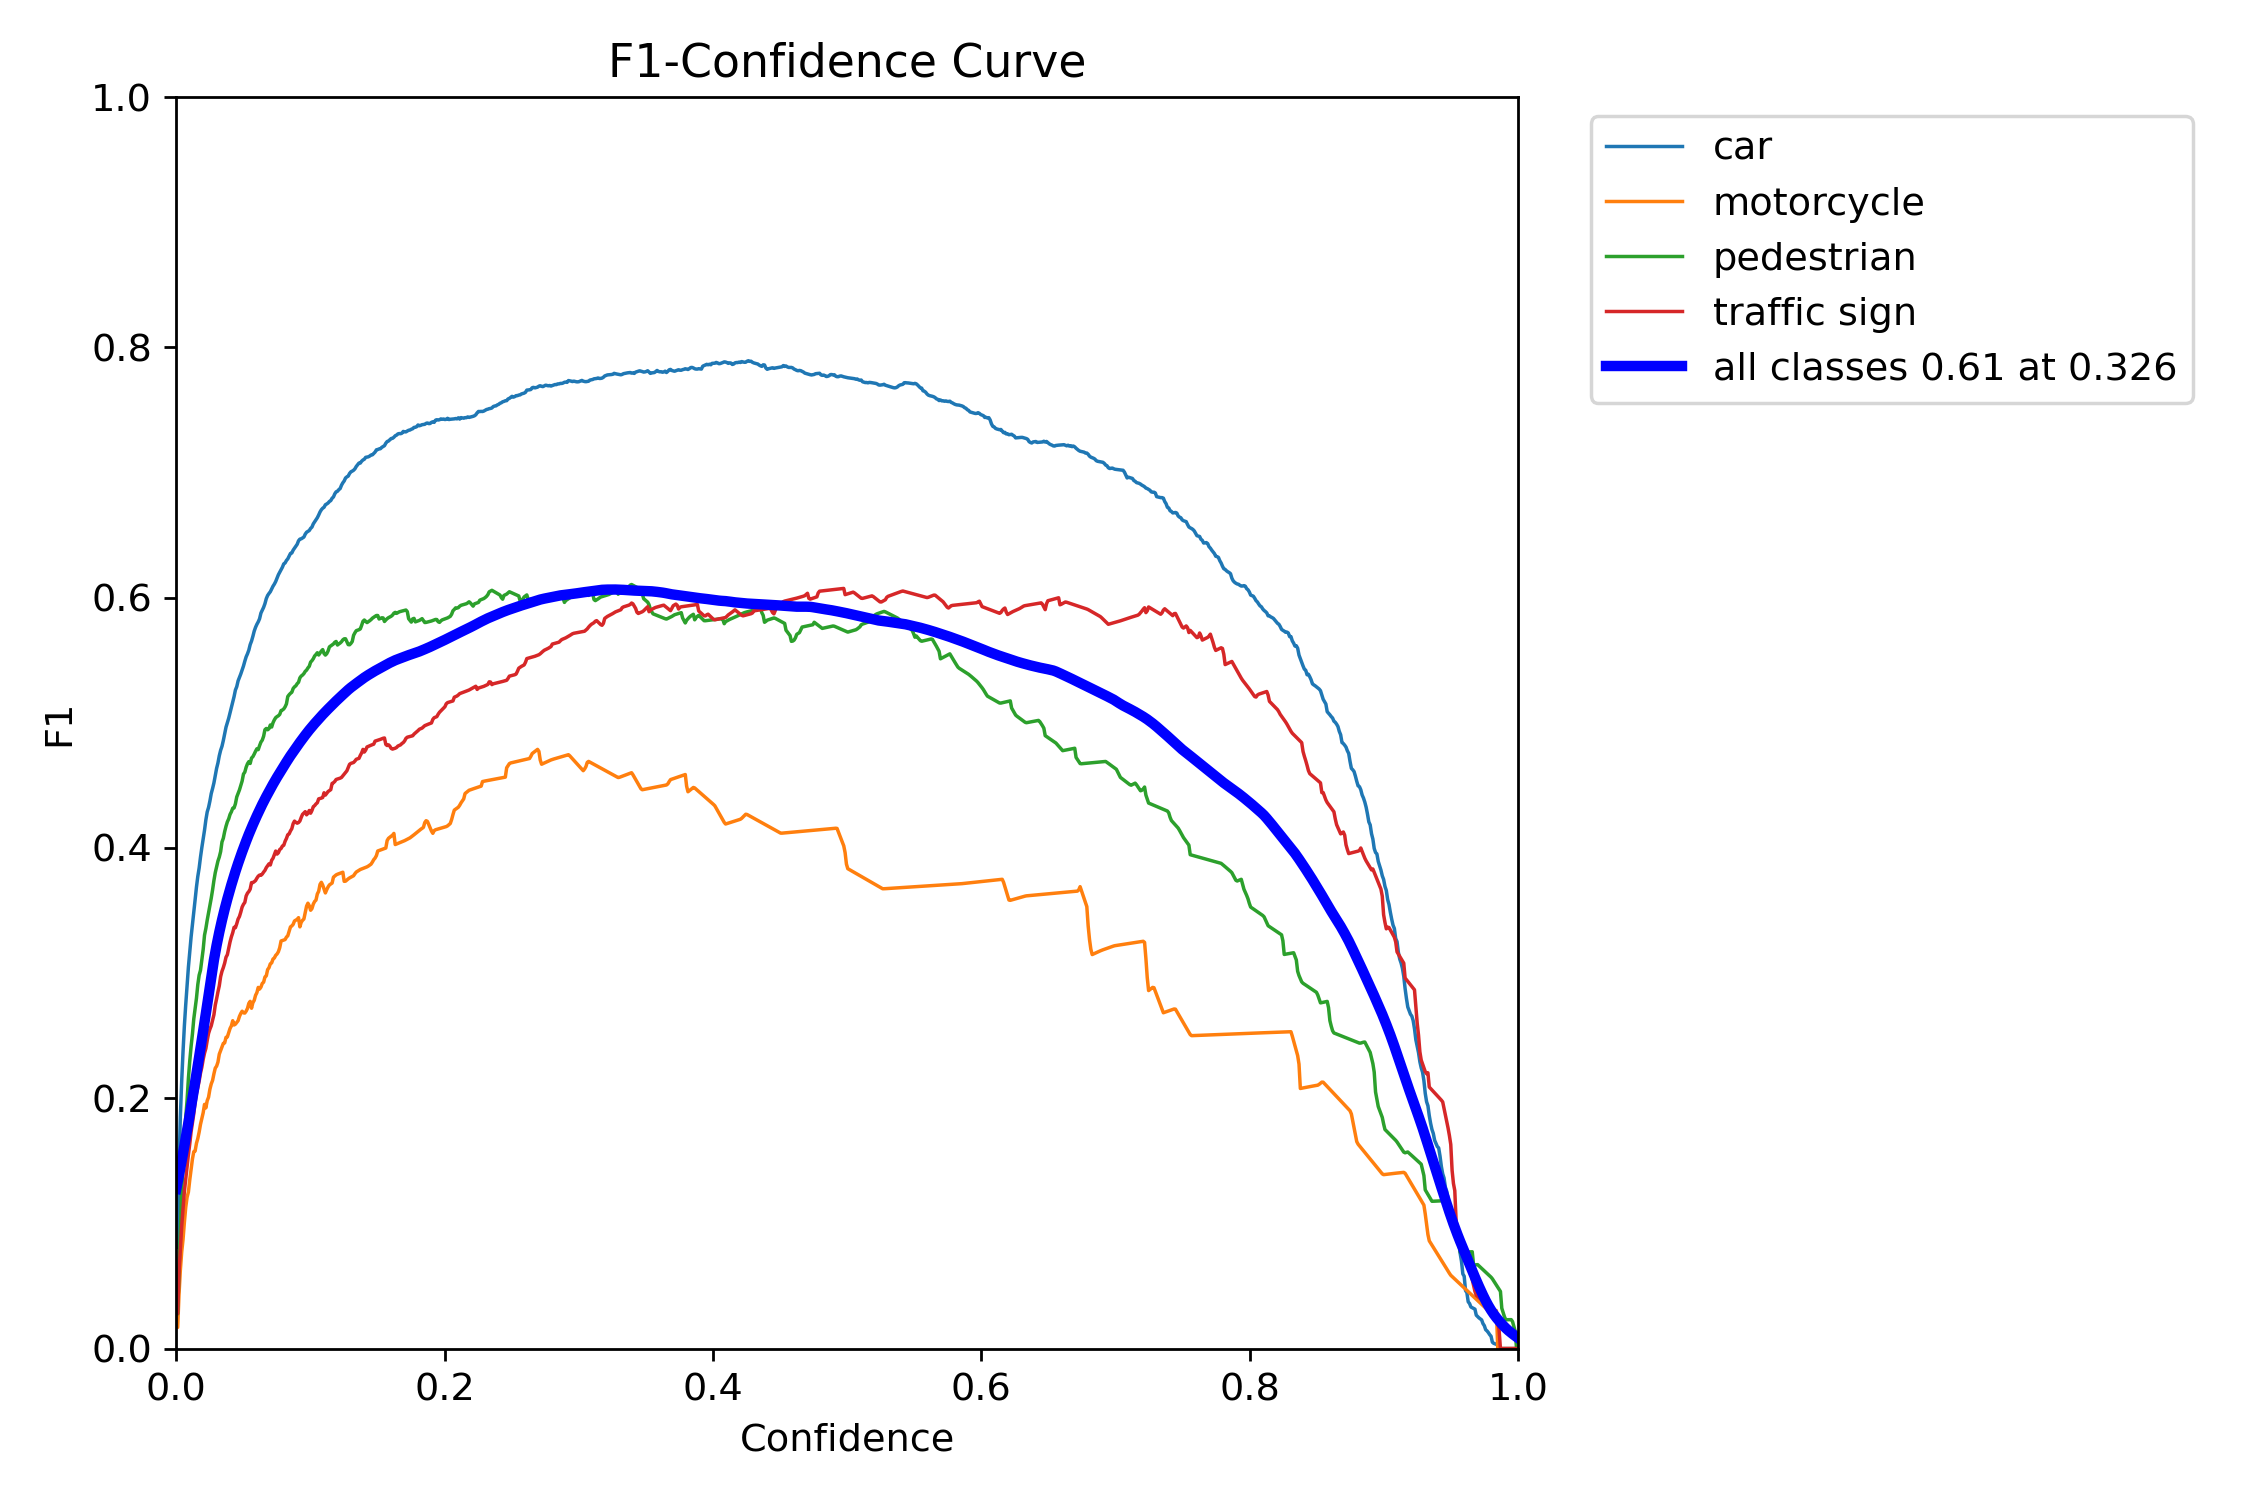 F1-Confidence Curve
1.0
0.8
0.6
0.4
0.2
0.0
F1
0.0 0.2 0.4 0.6 0.8 1.0
Confidence
car
motorcycle
pedestrian
traffic sign
all classes 0.61 at 0.326